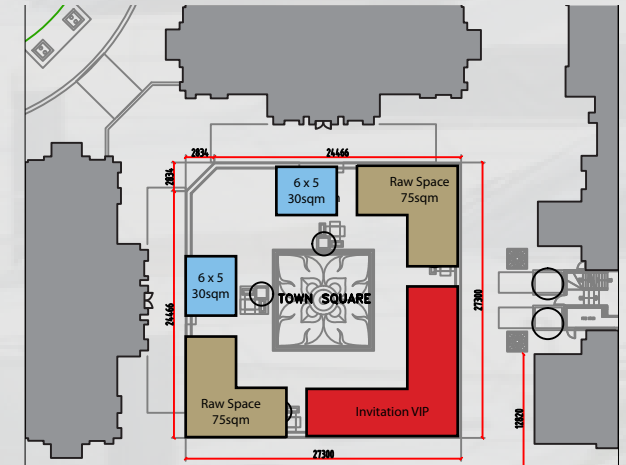 2834
24466
2834
6 x 5
30sqm
Raw Space
75sqm
6 x 5
30sqm
TOWN SQUARE
24466
27300
Raw Space
75sqm
Invitation VIP
12820
27300